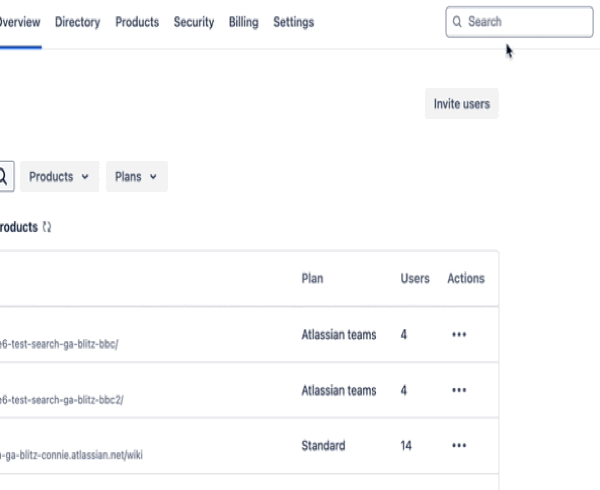 Overview Directory Products Security Billing Settings Search
Invite users
Products Plans
roducts
Plan Users Actions
e6-test-search-ga-blitz-bbc/ Atlassian teams 4
e6-test-search-ga-blitz-bbc2/ Atlassian teams 4
-ga-blitz-connie.atlassian.net/wiki Standard 14